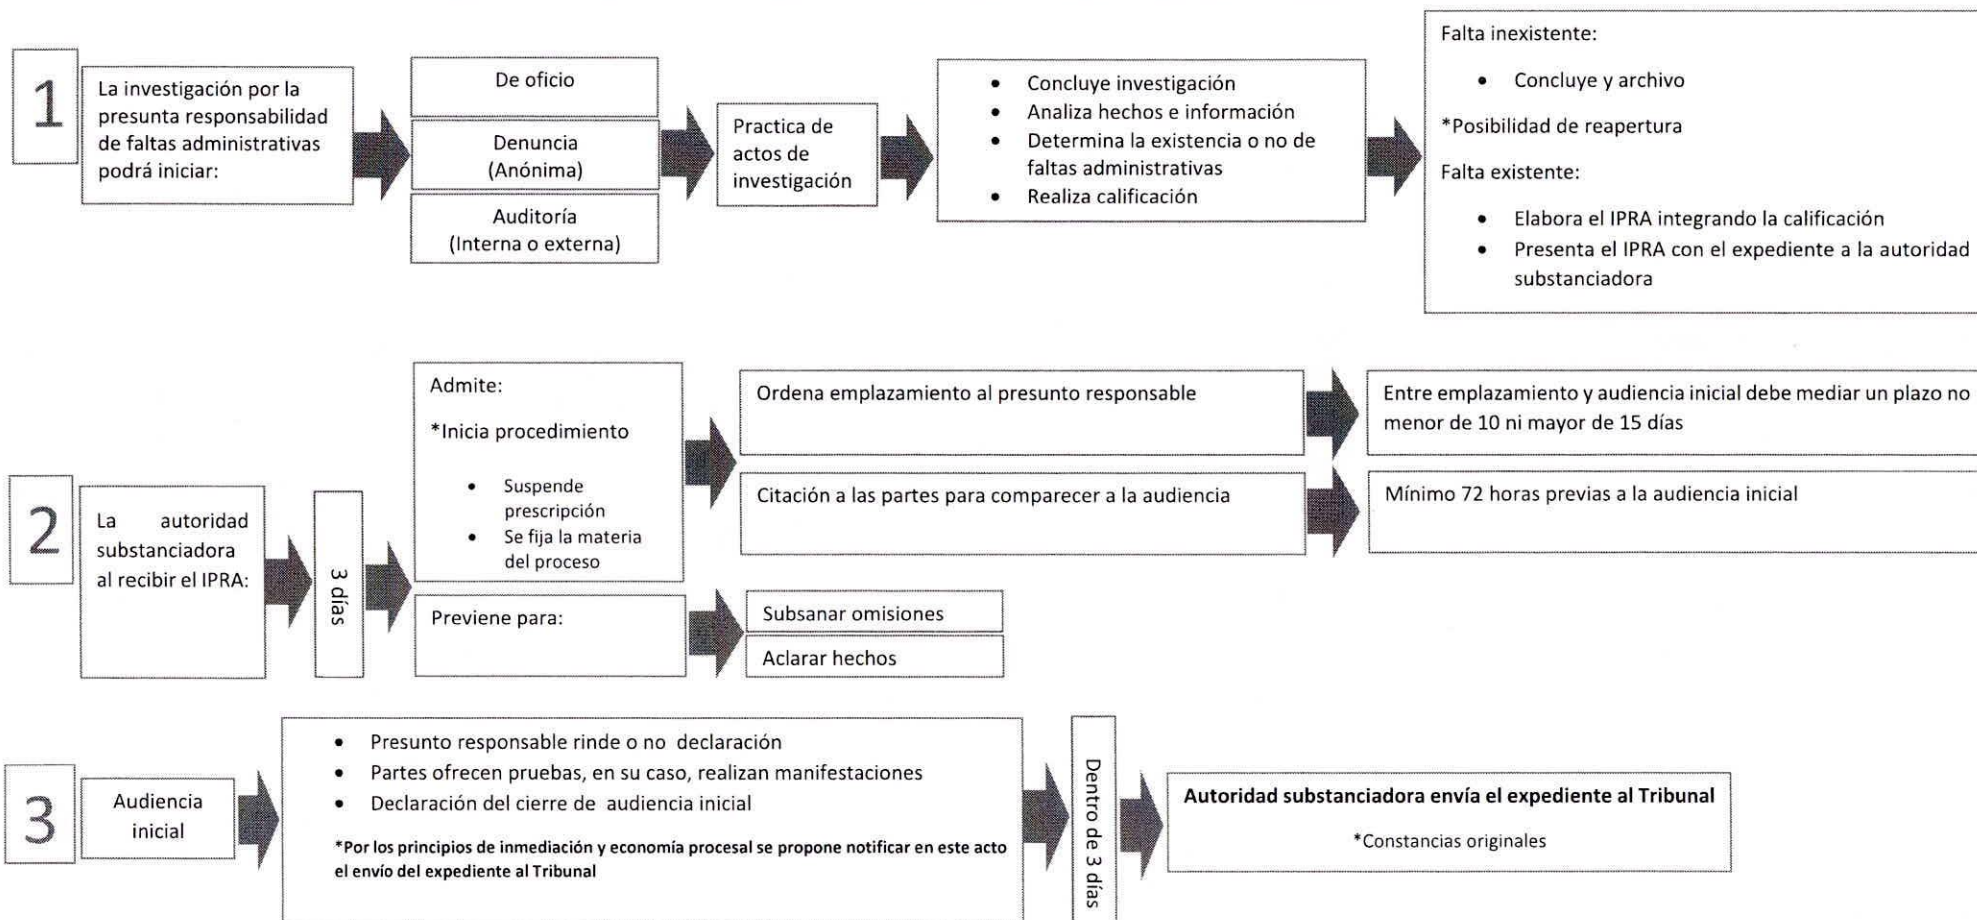 1
La investigación por la
presunta responsabilidad
de faltas administrativas
podrá iniciar:
De oficio
Denuncia
(Anónima)
Auditoría
(Interna o externa)
Practica de
actos de
investigación
• Concluye investigación
• Analiza hechos e información
• Determina la existencia o no de
faltas administrativas
• Realiza calificación
Falta inexistente:
• Concluye y archivo
*Posibilidad de reapertura
Falta existente:
• Elabora el IPRA integrando la calificación
• Presenta el IPRA con el expediente a la autoridad
substanciadora
2
La autoridad
substanciadora
al recibir el IPRA:
3 días
Admite:
*Inicia procedimiento
• Suspende
prescripción
• Se fija la materia
del proceso
Ordena emplazamiento al presunto responsable
Entre emplazamiento y audiencia inicial debe mediar un plazo no
menor de 10 ni mayor de 15 días
Citación a las partes para comparecer a la audiencia
Mínimo 72 horas previas a la audiencia inicial
Previene para:
Subsanar omisiones
Aclarar hechos
3
Audiencia
inicial
• Presunto responsable rinde o no declaración
• Partes ofrecen pruebas, en su caso, realizan manifestaciones
• Declaración del cierre de audiencia inicial
*Por los principios de inmediación y economía procesal se propone notificar en este acto
el envío del expediente al Tribunal
Dentro de 3 días
Autoridad substanciadora envía el expediente al Tribunal
*Constancias originales